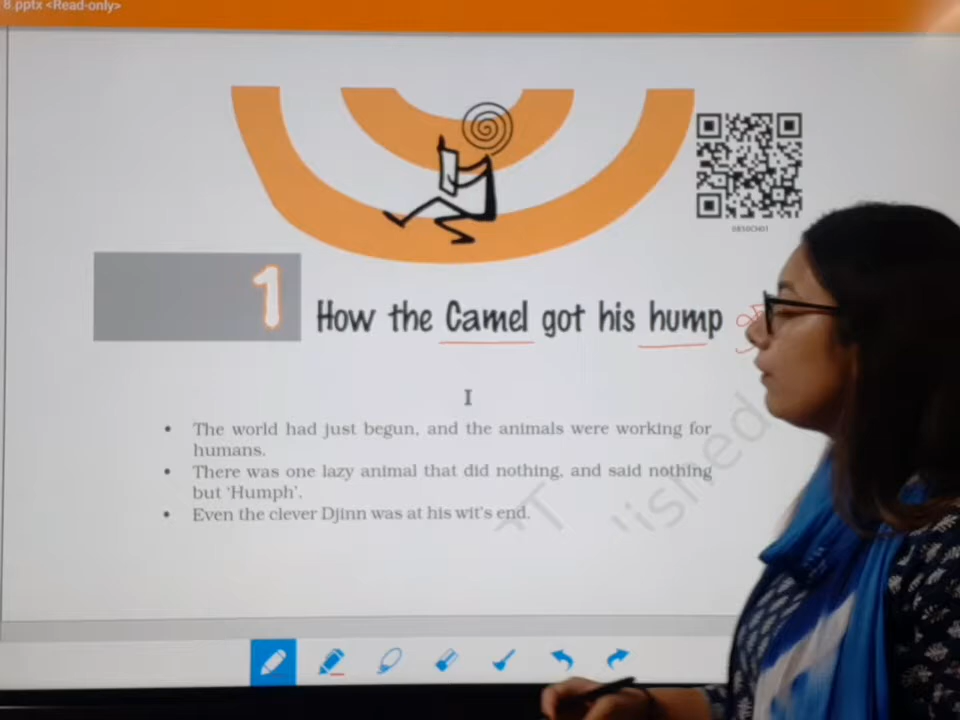 8.pptx <Read-only>
0850CH01
1
How the Camel got his hump
I
• The world had just begun, and the animals were working for
humans.
• There was one lazy animal that did nothing, and said nothing
but ‘Humph’.
• Even the clever Djinn was at his wit's end.